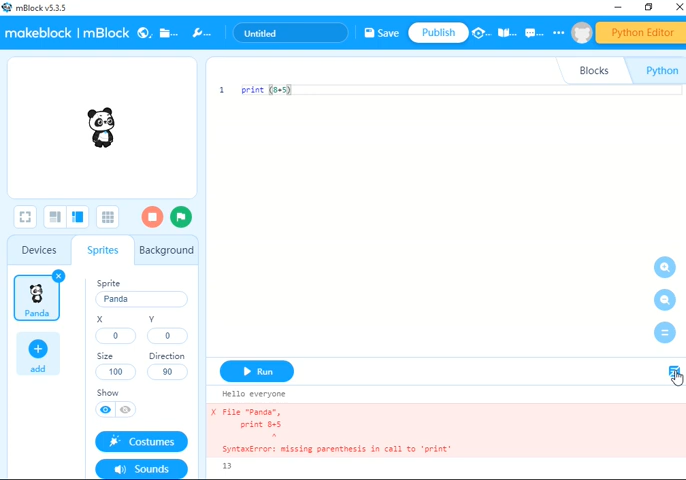 mBlock v5.3.5
makeblock | mBlock Untitled Save Publish Python Editor
Blocks Python
1 print (8+5)
Devices Sprites Background
Panda
add
Sprite
Panda
X Y
0 0
Size Direction
100 90
Show
Costumes
Sounds
Run
Hello everyone
X File "Panda",
print 8+5
^
SyntaxError: missing parenthesis in call to 'print'
13